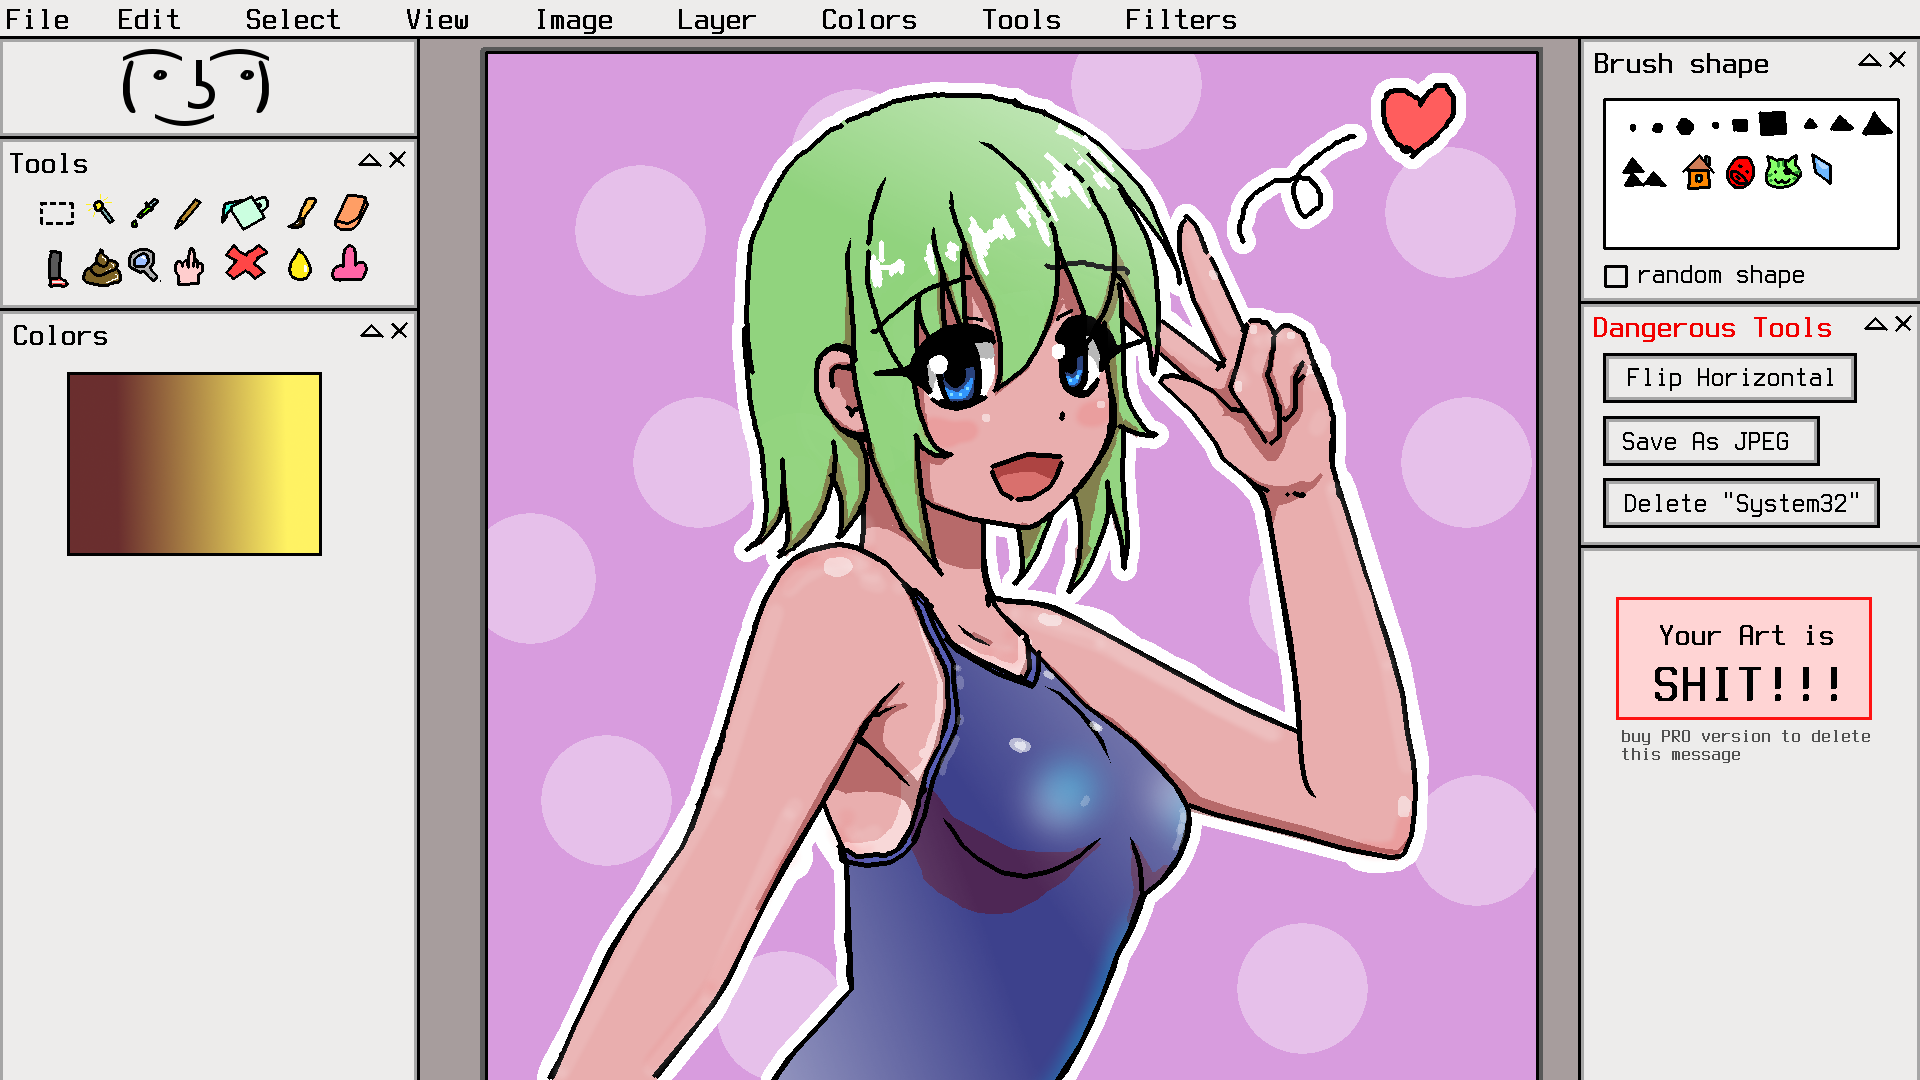 File Edit Select View Image Layer Colors Tools Filters
( ͡° ͜ʖ ͡°)
Tools
Colors
Brush shape
random shape
Dangerous Tools
Flip Horizontal
Save As JPEG
Delete "System32"
Your Art is
SHIT!!!
buy PRO version to delete
this message